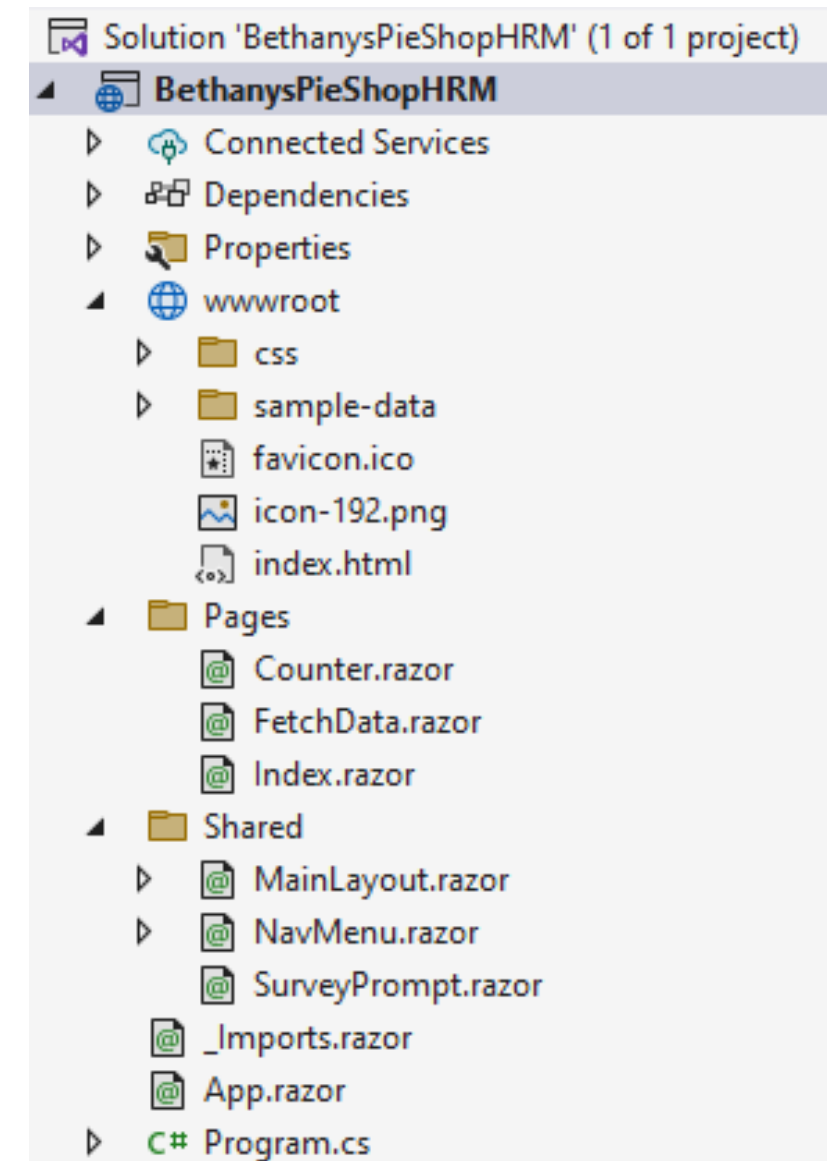 Solution 'BethanysPieShopHRM' (1 of 1 project)
BethanysPieShopHRM
Connected Services
Dependencies
Properties
wwwroot
css
sample-data
favicon.ico
icon-192.png
index.html
Pages
Counter.razor
FetchData.razor
Index.razor
Shared
MainLayout.razor
NavMenu.razor
SurveyPrompt.razor
_Imports.razor
App.razor
C# Program.cs